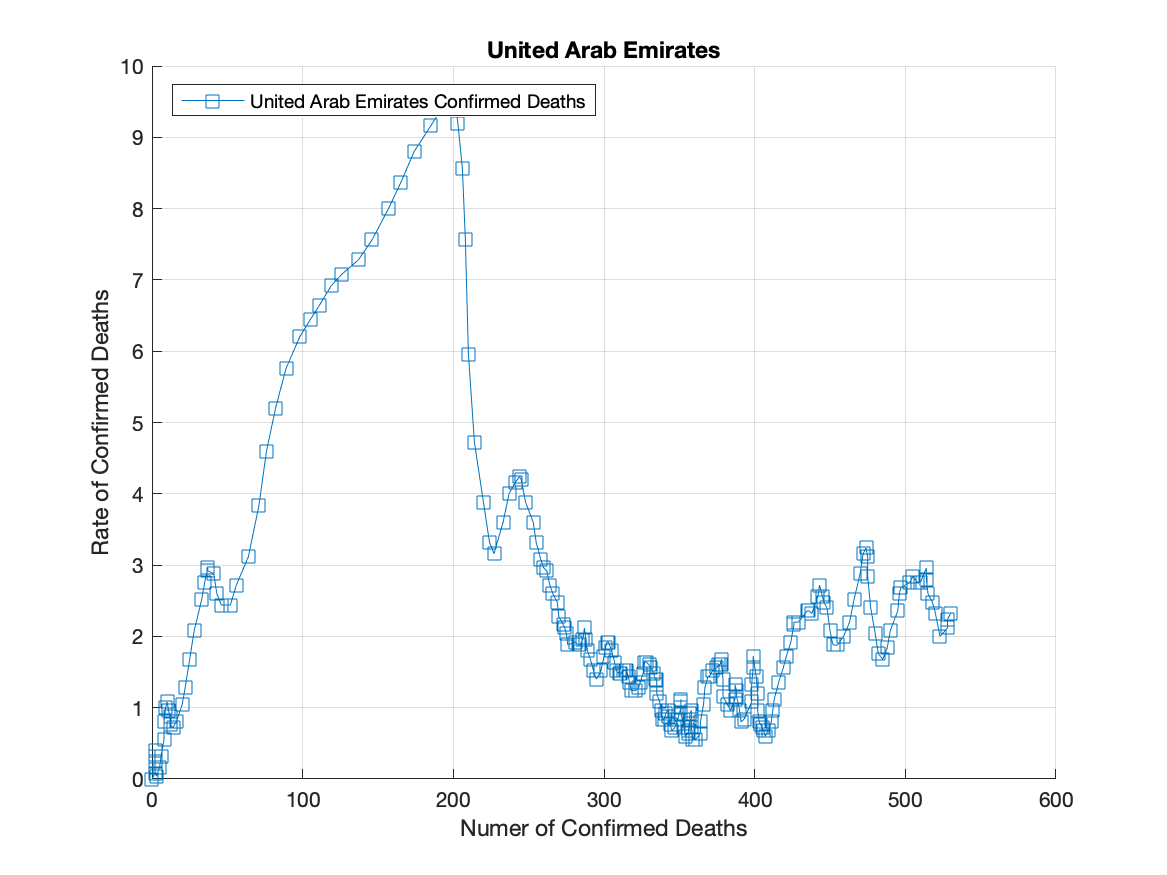 United Arab Emirates
United Arab Emirates Confirmed Deaths
Rate of Confirmed Deaths
10
9
8
7
6
5
4
3
2
1
0
0 100 200 300 400 500 600
Numer of Confirmed Deaths